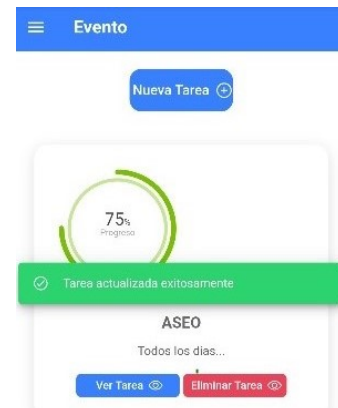 Evento
Nueva Tarea
75%
Progreso
Tarea actualizada exitosamente
ASEO
Todos los dias...
Ver Tarea
Eliminar Tarea